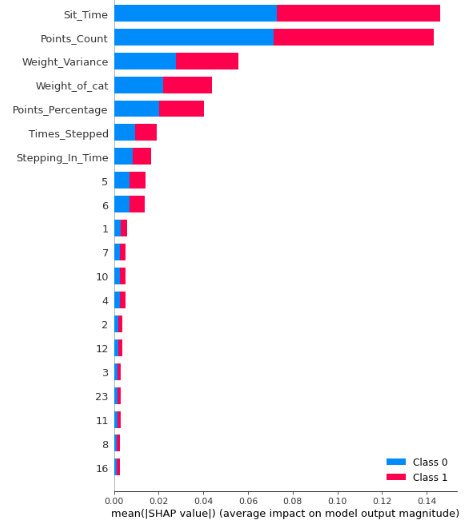 Sit_Time
Points_Count
Weight_Variance
Weight_of_cat
Points_Percentage
Times_Stepped
Stepping_In_Time
5
6
1
7
10
4
2
12
3
23
11
8
16
Class 0
Class 1
0.00 0.02 0.04 0.06 0.08 0.10 0.12 0.14
mean(|SHAP value|) (average impact on model output magnitude)